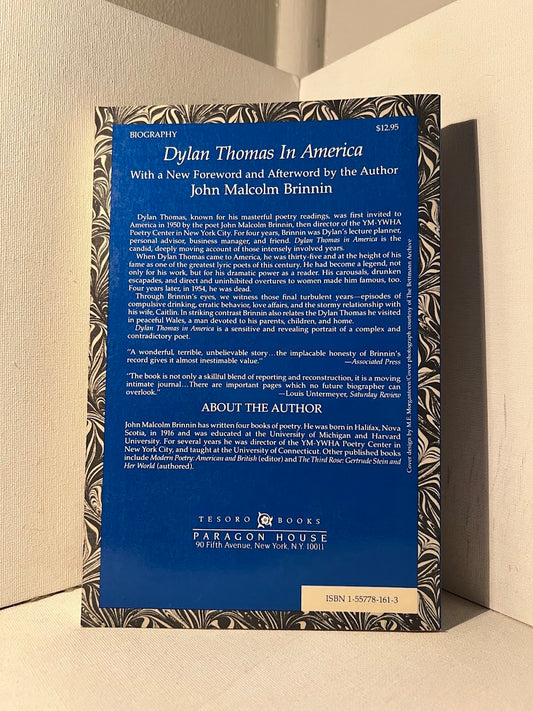 BIOGRAPHY
$12.95
Dylan Thomas In America
With a New Foreword and Afterword by the Author
John Malcolm Brinnin
Dylan Thomas, known for his masterful poetry readings, was first invited to
America in 1950 by the poet John Malcolm Brinnin, then director of the YM-YWHA
Poetry Center in New York City. For four years, Brinnin was Dylan's lecture planner,
personal advisor, business manager, and friend. Dylan Thomas in America is the
candid, deeply moving account of those intensely involved years.
When Dylan Thomas came to America, he was thirty-five and at the height of his
fame as one of the greatest lyric poets of this century. He had become a legend, not
only for his work, but for his dramatic power as a reader. His carousals, drunken
escapades, and direct and uninhibited overtures to women made him famous, too.
Four years later, in 1954, he was dead.
Through Brinnin's eyes, we witness those final turbulent years—episodes of
compulsive drinking, erratic behavior, love affairs, and the stormy relationship with
his wife, Caitlin. In striking contrast Brinnin also relates the Dylan Thomas he visited
in peaceful Wales, a man devoted to his parents, children, and home.
Dylan Thomas in America is a sensitive and revealing portrait of a complex and
contradictory poet.
"A wonderful, terrible, unbelievable story...the implacable honesty of Brinnin's
record gives it almost inestimable value."
—Associated Press
"The book is not only a skillful blend of reporting and reconstruction, it is a moving
intimate journal...There are important pages which no future biographer can
overlook."
—Louis Untermeyer, Saturday Review
ABOUT THE AUTHOR
John Malcolm Brinnin has written four books of poetry. He was born in Halifax, Nova
Scotia, in 1916 and was educated at the University of Michigan and Harvard
University. For several years he was director of the YM-YWHA Poetry Center in
New York City, and taught at the University of Connecticut. Other published books
include Modern Poetry: American and British (editor) and The Third Rose: Gertrude Stein and
Her World (authored).
TESORO BOOKS
PARAGON HOUSE
90 Fifth Avenue, New York, N.Y. 10011
ISBN 1-55778-161-3
Cover design by M.E. Morganteen/Cover photograph courtesy of The Bettmann Archive